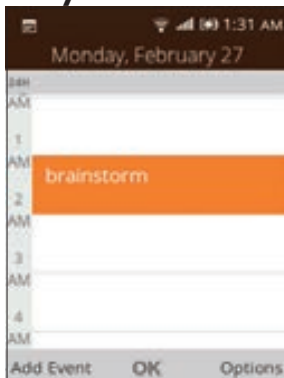 1:31 AM
Monday, February 27
24H
AM
1
AM
brainstorm
2
AM
3
AM
4
AM
Add Event OK Options